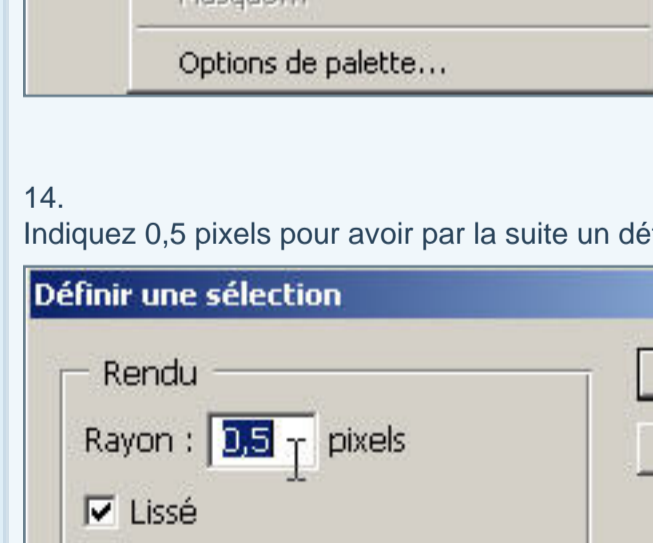 Options de palette...
14.
Indiquez 0,5 pixels pour avoir par la suite un
Définir une sélection
Rendu
Rayon : 0,5 pixels
Lissé